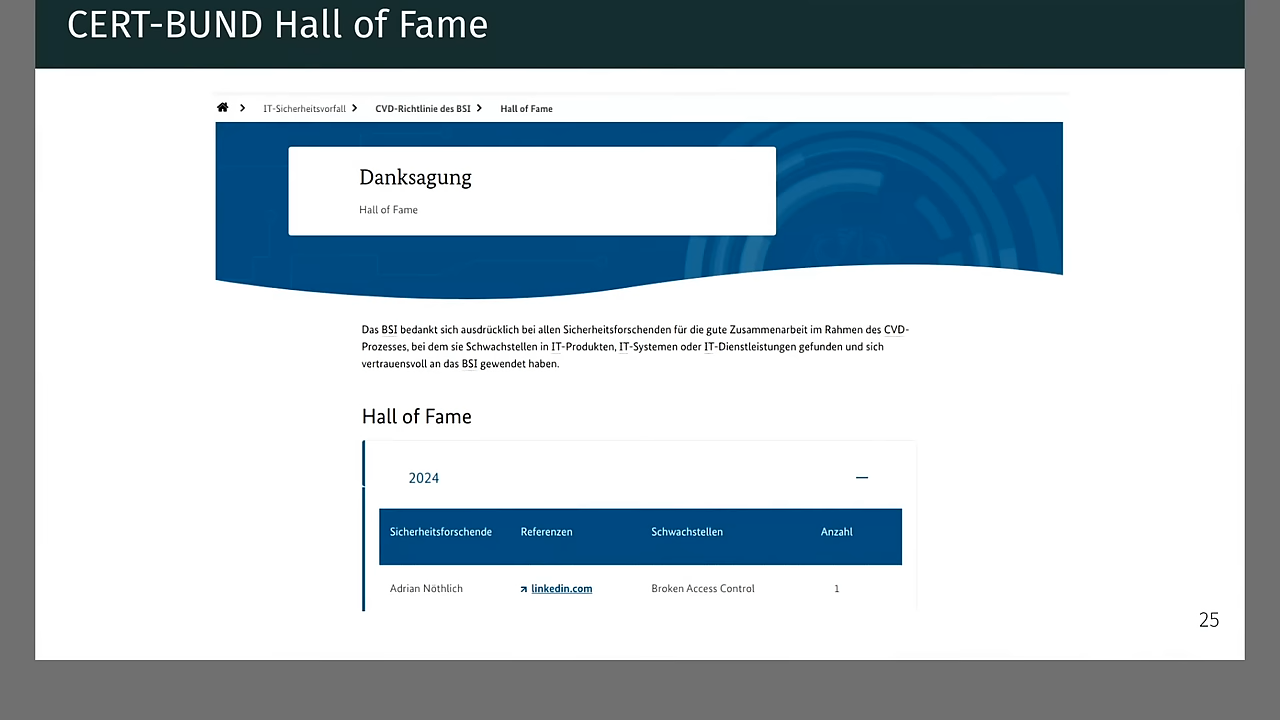 CERT-BUND Hall of Fame
IT-Sicherheitsvorfall CVD-Richtlinie des BSI Hall of Fame
Danksagung
Hall of Fame
Das BSI bedankt sich ausdrücklich bei allen Sicherheitsforschenden für die gute Zusammenarbeit im Rahmen des CVD-
Prozesses, bei dem sie Schwachstellen in IT-Produkten, IT-Systemen oder IT-Dienstleistungen gefunden und sich
vertrauensvoll an das BSI gewendet haben.
Hall of Fame
2024
Sicherheitsforschende Referenzen Schwachstellen Anzahl
Adrian Nöthlich linkedin.com Broken Access Control 1
25